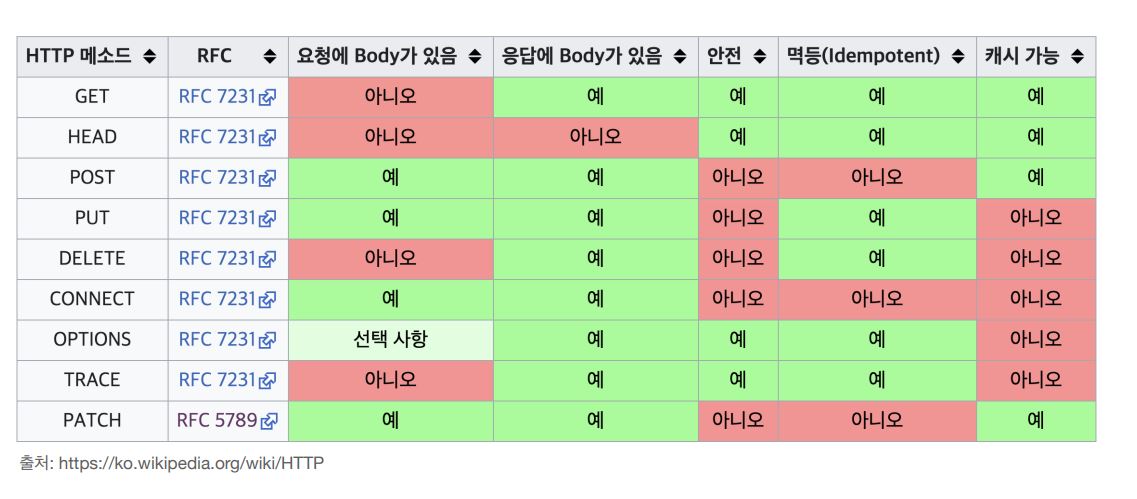 HTTP 메소드 RFC 요청에 Body가 있음 응답에 Body가 있음 안전 멱등(Idempotent) 캐시 가능
GET RFC 7231 아니오 예 예 예 예
HEAD RFC 7231 아니오 아니오 예 예 예
POST RFC 7231 예 예 아니오 아니오 예
PUT RFC 7231 예 예 아니오 예 아니오
DELETE RFC 7231 아니오 예 아니오 예 아니오
CONNECT RFC 7231 예 예 아니오 아니오 아니오
OPTIONS RFC 7231 선택 사항 예 예 예 아니오
TRACE RFC 7231 아니오 예 예 예 아니오
PATCH RFC 5789 예 예 아니오 아니오 예
출처: https://ko.wikipedia.org/wiki/HTTP